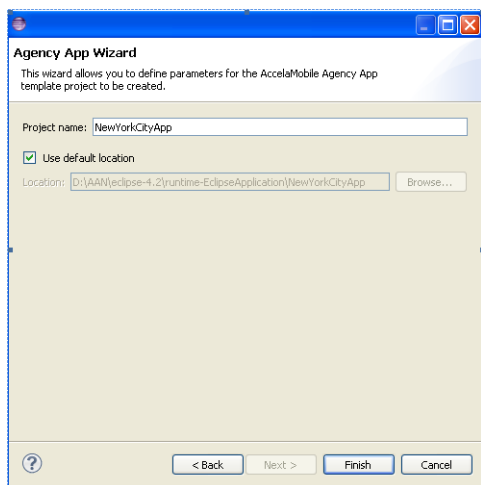 Agency App Wizard
This wizard allows you to define parameters for the AccelaMobile Agency App
template project to be created.
Project name: NewYorkCityApp
Use default location
Location: D:\AAN\eclipse-4.2\runtime-EclipseApplication\NewYorkCityApp Browse...
? < Back Next > Finish Cancel